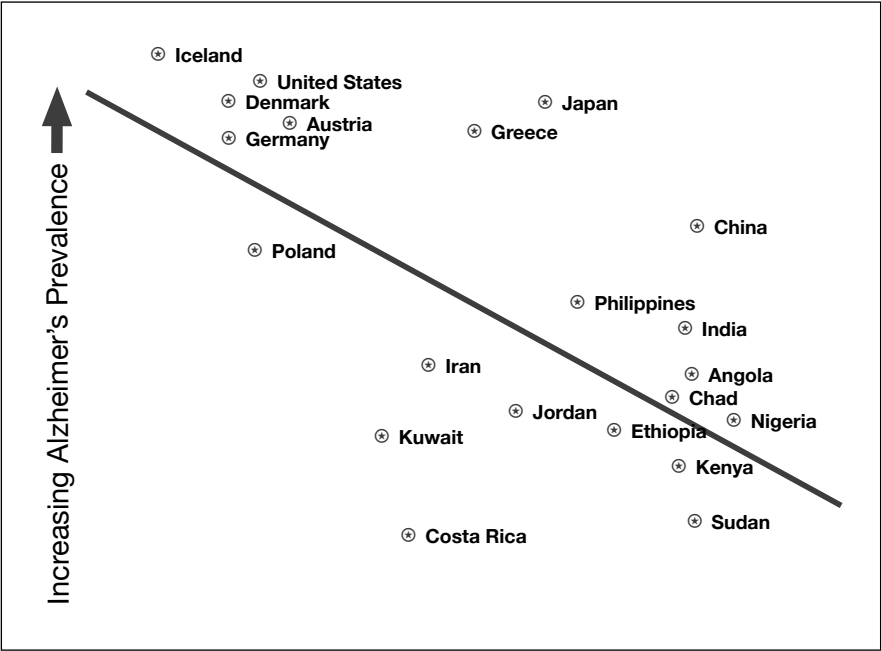 Iceland
United States
Denmark
Japan
Austria
Greece
Germany
China
Poland
Philippines
India
Iran
Angola
Chad
Jordan
Nigeria
Ethiopia
Kuwait
Kenya
Sudan
Costa Rica
Increasing Alzheimer’s Prevalence